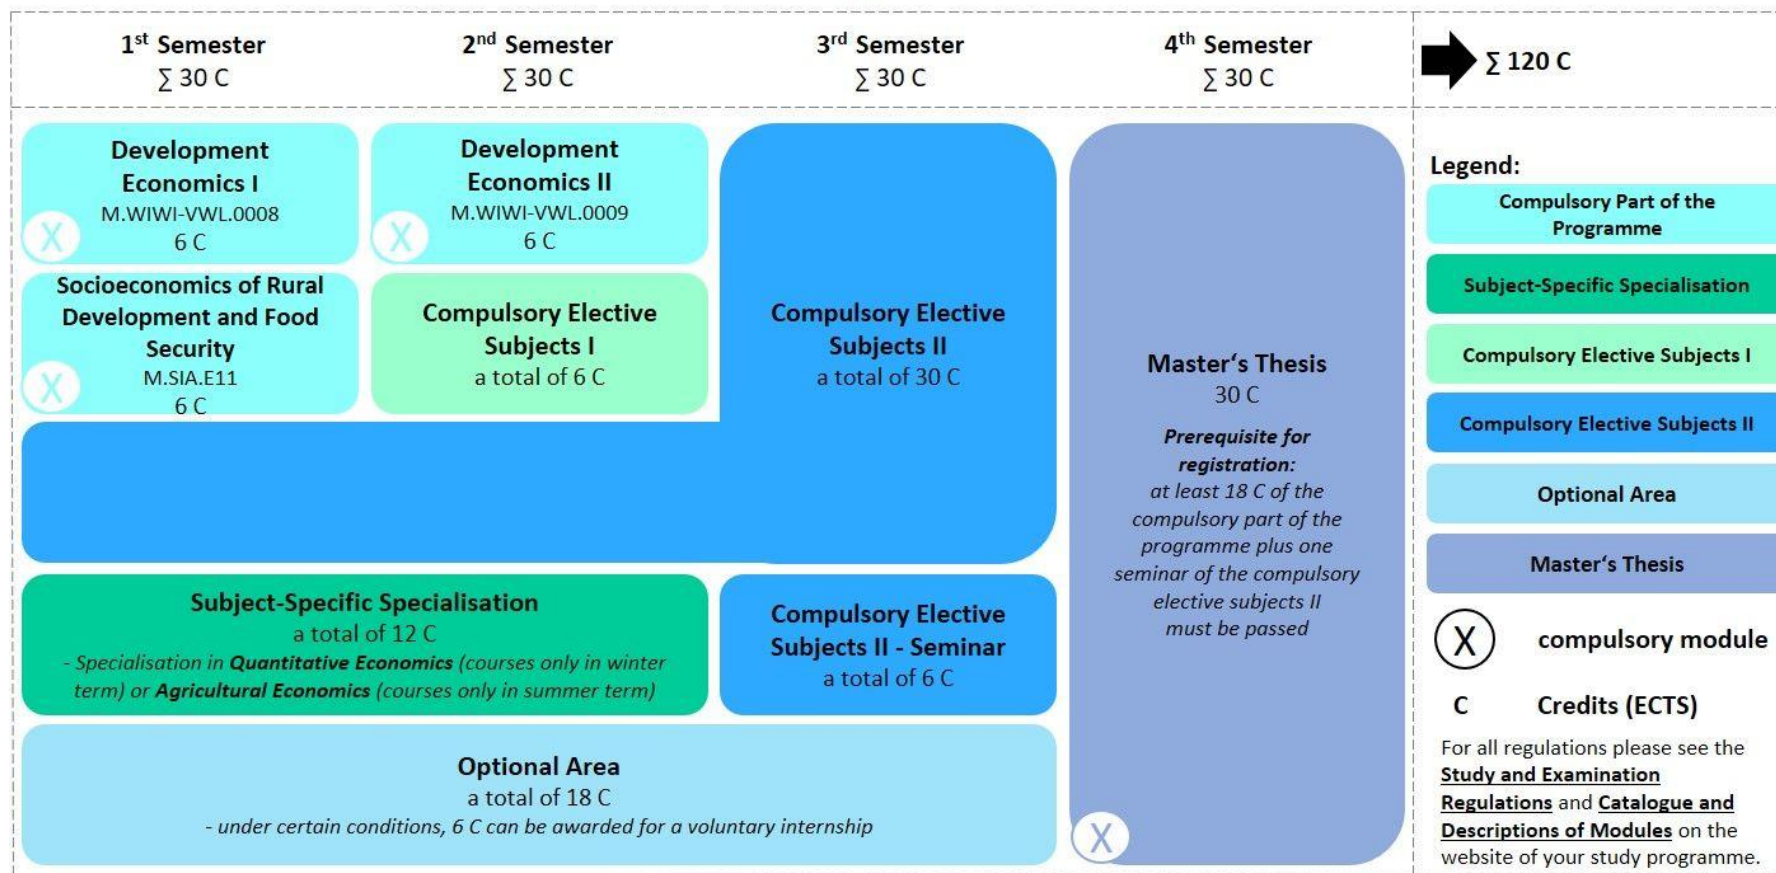 1st Semester
∑ 30 C
2nd Semester
∑ 30 C
3rd Semester
∑ 30 C
4th Semester
∑ 30 C
∑ 120 C
Development
Economics I
M.WIWI-VWL.0008
6 C
X
Development
Economics II
M.WIWI-VWL.0009
6 C
X
Socioeconomics of Rural
Development and Food
Security
M.SIA.E11
6 C
X
Compulsory Elective
Subjects I
a total of 6 C
Compulsory Elective
Subjects II
a total of 30 C
Master‘s Thesis
30 C
Prerequisite for
registration:
at least 18 C of the
compulsory part of the
programme plus one
seminar of the compulsory
elective subjects II
must be passed
X
Subject-Specific Specialisation
a total of 12 C
- Specialisation in Quantitative Economics (courses only in winter
term) or Agricultural Economics (courses only in summer term)
Compulsory Elective
Subjects II - Seminar
a total of 6 C
Optional Area
a total of 18 C
- under certain conditions, 6 C can be awarded for a voluntary internship
Legend:
Compulsory Part of the
Programme
Subject-Specific Specialisation
Compulsory Elective Subjects I
Compulsory Elective Subjects II
Optional Area
Master‘s Thesis
X compulsory module
C Credits (ECTS)
For all regulations please see the
Study and Examination
Regulations and Catalogue and
Descriptions of Modules on the
website of your study programme.